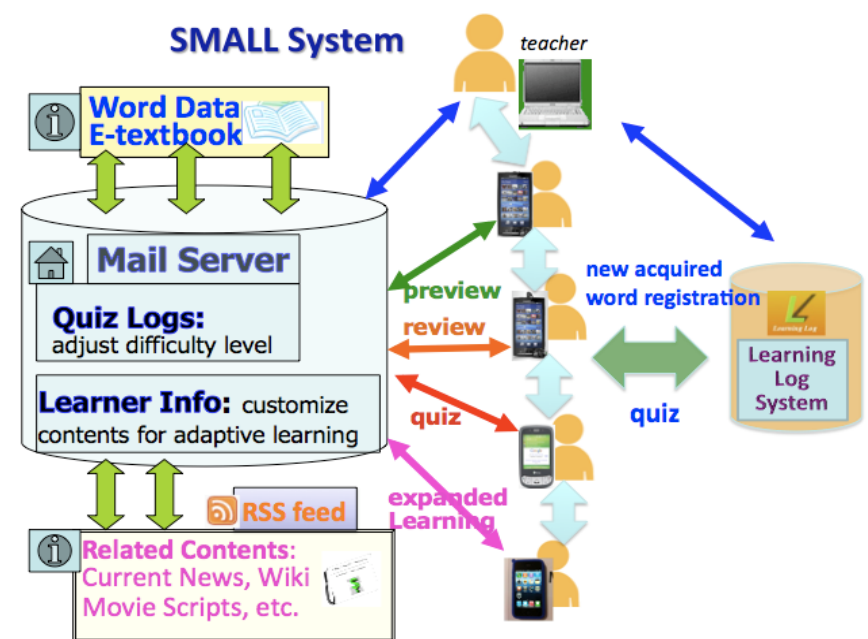 SMALL System
teacher
Word Data
E-textbook
Mail Server
Quiz Logs:
adjust difficulty level
Learner Info: customize
contents for adaptive learning
preview
review
quiz
expanded
Learning
new acquired
word registration
quiz
Learning Log
Learning
Log
System
RSS feed
Related Contents:
Current News, Wiki
Movie Scripts, etc.